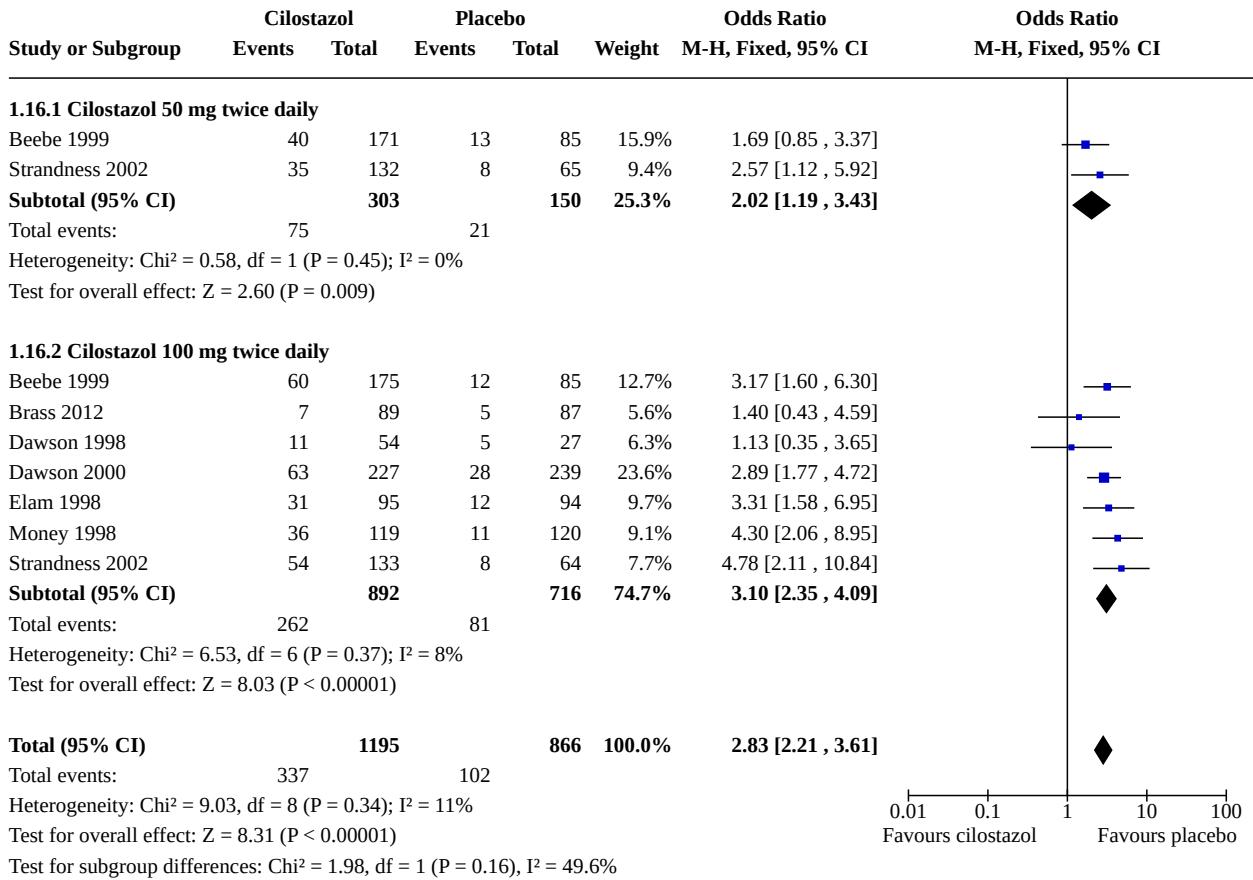 Cilostazol Placebo Odds Ratio Odds Ratio
Study or Subgroup Events Total Events Total Weight M-H, Fixed, 95% CI M-H, Fixed, 95% CI
1.16.1 Cilostazol 50 mg twice daily
Beebe 1999 40 171 13 85 15.9% 1.69 [0.85 , 3.37]
Strandness 2002 35 132 8 65 9.4% 2.57 [1.12 , 5.92]
Subtotal (95% CI) 303 150 25.3% 2.02 [1.19 , 3.43]
Total events: 75 21
Heterogeneity: Chi² = 0.58, df = 1 (P = 0.45); I² = 0%
Test for overall effect: Z = 2.60 (P = 0.009)
1.16.2 Cilostazol 100 mg twice daily
Beebe 1999 60 175 12 85 12.7% 3.17 [1.60 , 6.30]
Brass 2012 7 89 5 87 5.6% 1.40 [0.43 , 4.59]
Dawson 1998 11 54 5 27 6.3% 1.13 [0.35 , 3.65]
Dawson 2000 63 227 28 239 23.6% 2.89 [1.77 , 4.72]
Elam 1998 31 95 12 94 9.7% 3.31 [1.58 , 6.95]
Money 1998 36 119 11 120 9.1% 4.30 [2.06 , 8.95]
Strandness 2002 54 133 8 64 7.7% 4.78 [2.11 , 10.84]
Subtotal (95% CI) 892 716 74.7% 3.10 [2.35 , 4.09]
Total events: 262 81
Heterogeneity: Chi² = 6.53, df = 6 (P = 0.37); I² = 8%
Test for overall effect: Z = 8.03 (P < 0.00001)
Total (95% CI) 1195 866 100.0% 2.83 [2.21 , 3.61]
Total events: 337 102
Heterogeneity: Chi² = 9.03, df = 8 (P = 0.34); I² = 11%
0.01 0.1 1 10 100
Test for overall effect: Z = 8.31 (P < 0.00001)
Favours cilostazol Favours placebo
Test for subgroup differences: Chi² = 1.98, df = 1 (P = 0.16), I² = 49.6%